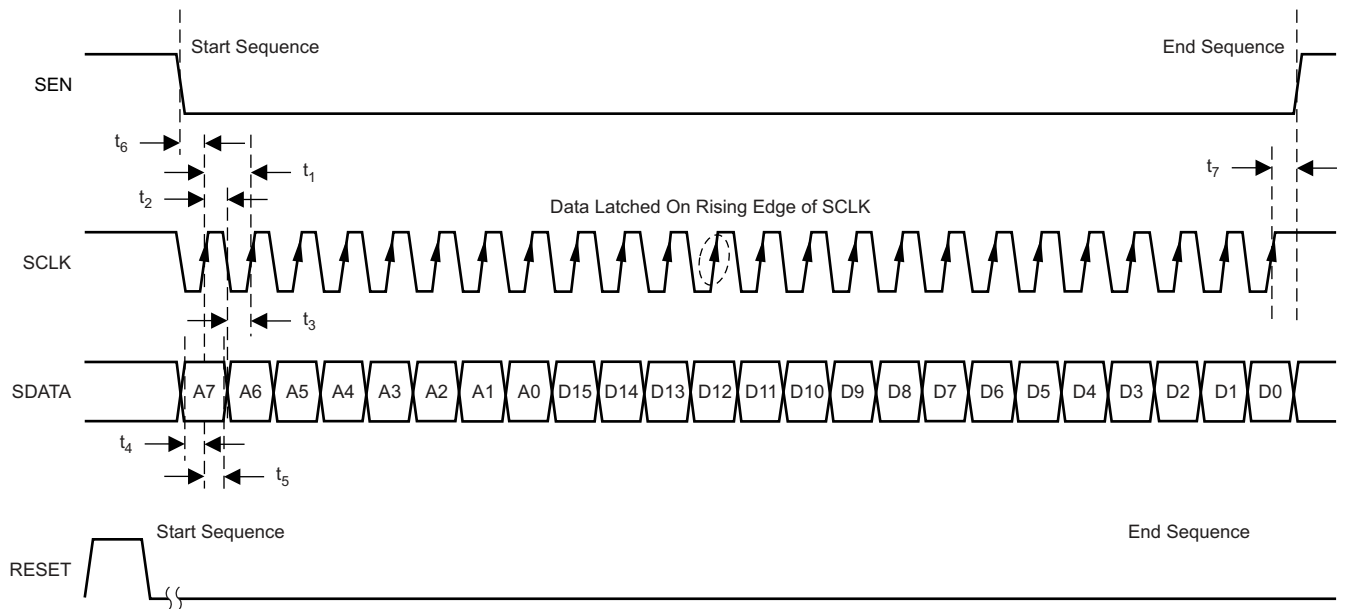 Start Sequence
End Sequence
SEN
t6
t1
t7
t2
Data Latched On Rising Edge of SCLK
SCLK
t3
SDATA
A7 A6 A5 A4 A3 A2 A1 A0 D15 D14 D13 D12 D11 D10 D9 D8 D7 D6 D5 D4 D3 D2 D1 D0
t4
t5
Start Sequence
End Sequence
RESET